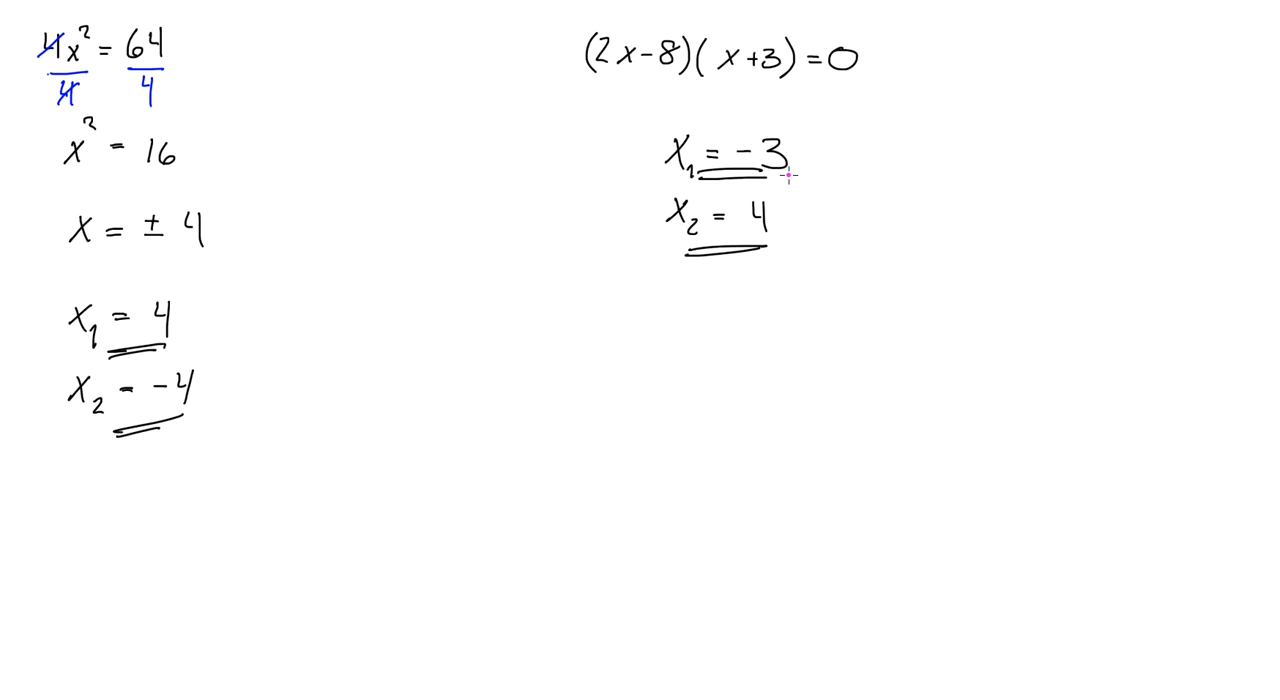 4x² = 64
4 4
x² = 16
x = ± 4
x₁ = 4
x₂ = -4
(2x-8)(x+3) = 0
x₁ = -3
x₂ = 4